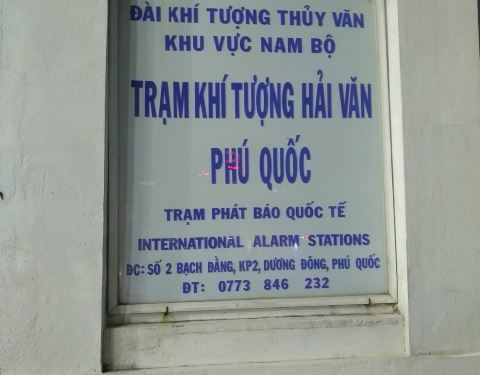 ĐÀI KHÍ TƯỢNG THỦY VĂN
KHU VỰC NAM BỘ
TRẠM KHÍ TƯỢNG HẢI VĂN
PHÚ QUỐC
TRẠM PHÁT BÁO QUỐC TẾ
INTERNATIONAL ALARM STATIONS
ĐC: SỐ 2 BẠCH ĐẰNG, KP2, DƯƠNG ĐÔNG, PHÚ QUỐC
ĐT: 0773 846 232